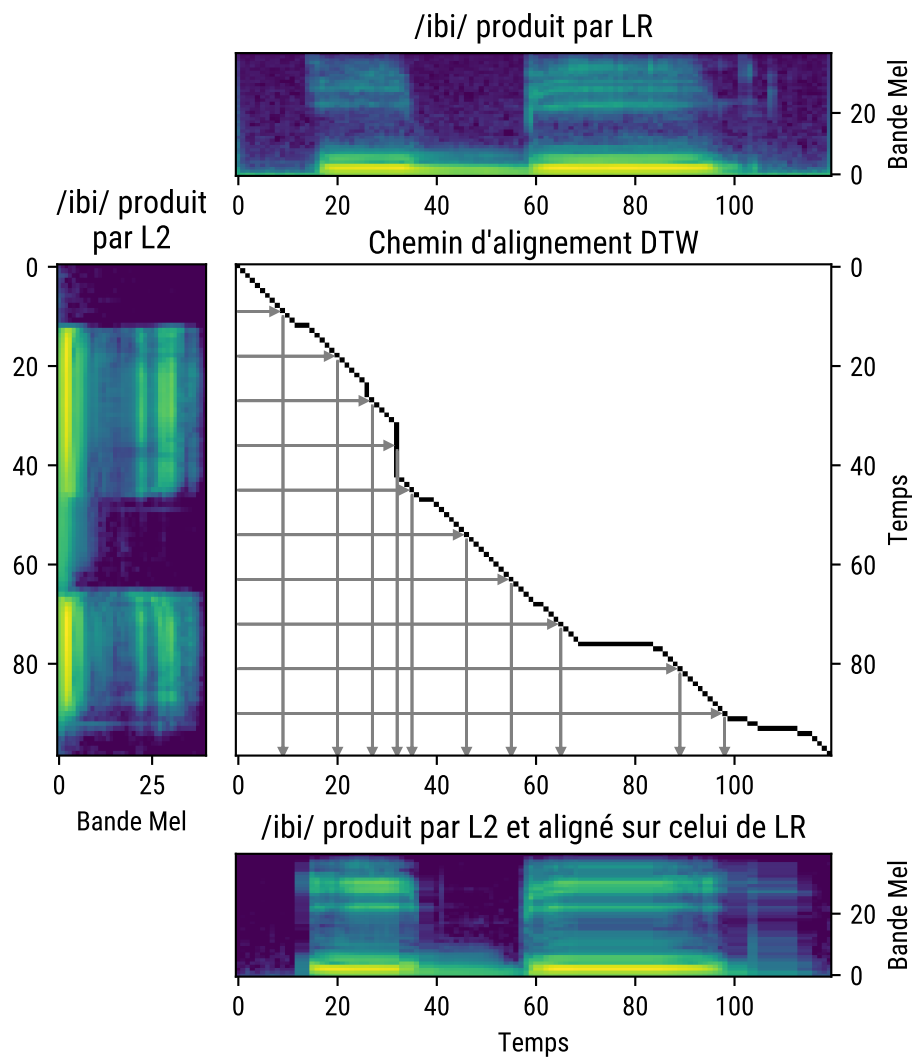 /ibi/ produit par LR
Bande Mel
20
0
0 20 40 60 80 100
/ibi/ produit
par L2
Chemin d'alignement DTW
0
20
40
60
80
0 25
Bande Mel
0
20
40
60
80
Temps
0 20 40 60 80 100
/ibi/ produit par L2 et aligné sur celui de LR
Bande Mel
20
0
0 20 40 60 80 100
Temps